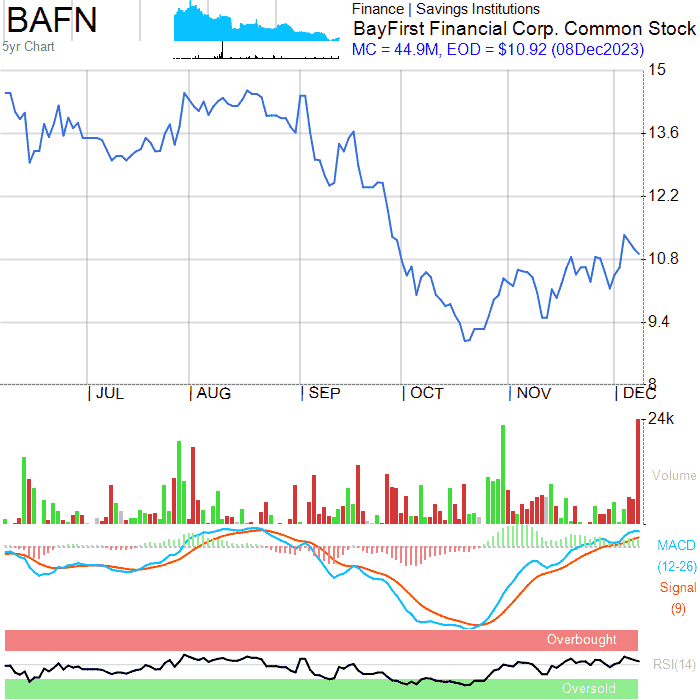 BAFN
5yr Chart
Finance | Savings Institutions
BayFirst Financial Corp. Common Stock
MC = 44.9M, EOD = $10.92 (08Dec2023)
15
13.6
12.2
10.8
9.4
8
JUL
AUG
SEP
OCT
NOV
DEC
24k
Volume
MACD
(12-26)
Signal
(9)
Overbought
RSI(14)
Oversold